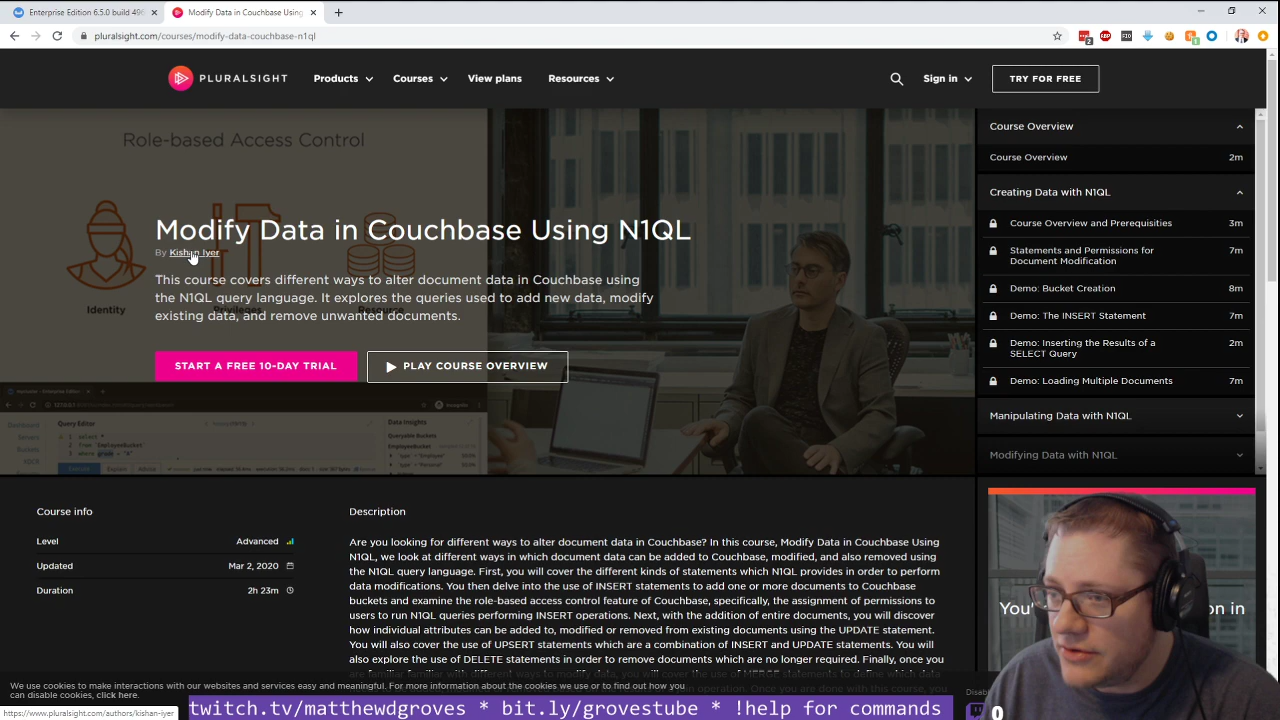 Enterprise Edition 6.5.0 build 496
Modify Data in Couchbase Using
pluralsight.com/courses/modify-data-couchbase-n1ql
PLURALSIGHT
Products
Courses
View plans
Resources
Sign in
TRY FOR FREE
Role-based Access Control
Identity
Privileges
Resource
Modify Data in Couchbase Using N1QL
By Kishan Iyer
This course covers different ways to alter document data in Couchbase using
the N1QL query language. It explores the queries used to add new data, modify
existing data, and remove unwanted documents.
START A FREE 10-DAY TRIAL
PLAY COURSE OVERVIEW
Query Editor
select *
from `EmployeeBucket`
Data Insights
Course Overview
Course Overview 2m
Creating Data with N1QL
Course Overview and Prerequisities 3m
Statements and Permissions for 7m
Document Modification
Demo: Bucket Creation 8m
Demo: The INSERT Statement 7m
Demo: Inserting the Results of a 2m
SELECT Query
Demo: Loading Multiple Documents 7m
Manipulating Data with N1QL
Modifying Data with N1QL
Course info
Level Advanced
Updated Mar 2, 2020
Duration 2h 23m
Description
Are you looking for different ways to alter document data in Couchbase? In this course, Modify Data in Couchbase Using
N1QL, we look at different ways in which document data can be added to Couchbase, modified, and also removed using
the N1QL query language. First, you will cover the different kinds of statements which N1QL provides in order to perform
data modifications. You then delve into the use of INSERT statements to add one or more documents to Couchbase
buckets and examine the role-based access control feature of Couchbase, specifically, the assignment of permissions to
users to run N1QL queries performing INSERT operations. Next, with the addition of entire documents, you will discover
how individual attributes can be added to, modified or removed from existing documents using the UPDATE statement.
You will also cover the use of UPSERT statements which are a combination of INSERT and UPDATE statements. You will
also explore the use of DELETE statements in order to remove documents which are no longer required. Finally, once you
We use cookies to make interactions with our websites and services easy and meaningful. For more information about the cookies we use or to find out how you
can disable cookies, click here.
Disabl
https://www.pluralsight.com/authors/kishan-iyer
twitch.tv/matthewdgroves * bit.ly/grovestube * !help for commands
0